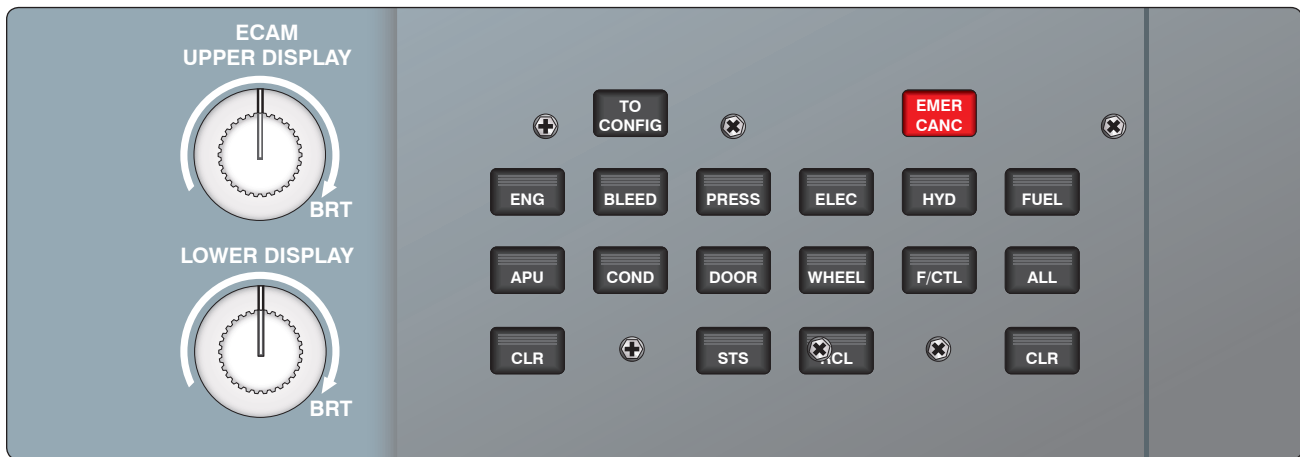 ECAM
UPPER DISPLAY
BRT
LOWER DISPLAY
BRT
TO
CONFIG
EMER
CANC
ENG
BLEED
PRESS
ELEC
HYD
FUEL
APU
COND
DOOR
WHEEL
F/CTL
ALL
CLR
STS
RCL
CLR